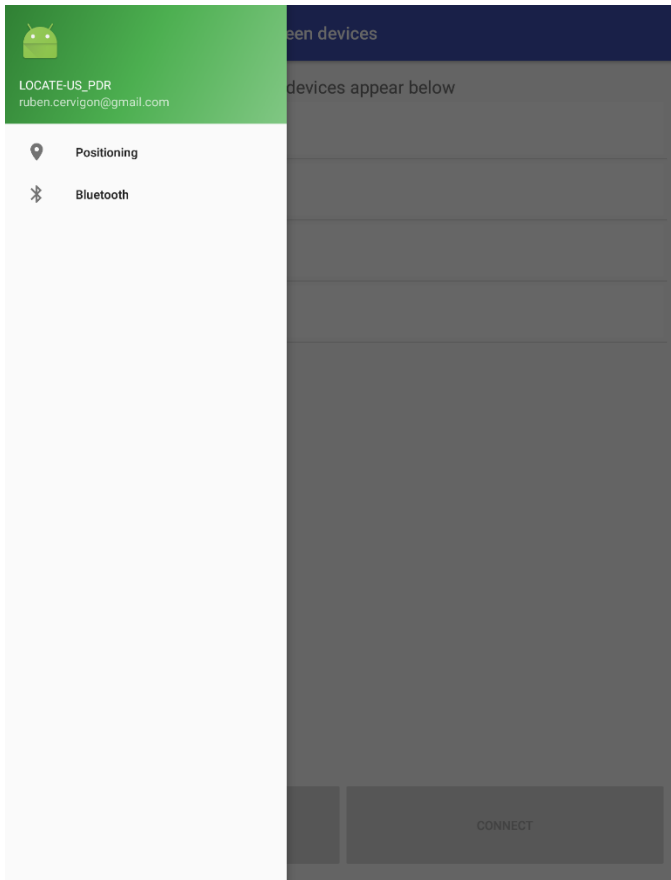 een devices
LOCATE-US_PDR
ruben.cervigon@gmail.com
devices appear below
Positioning
Bluetooth
CONNECT